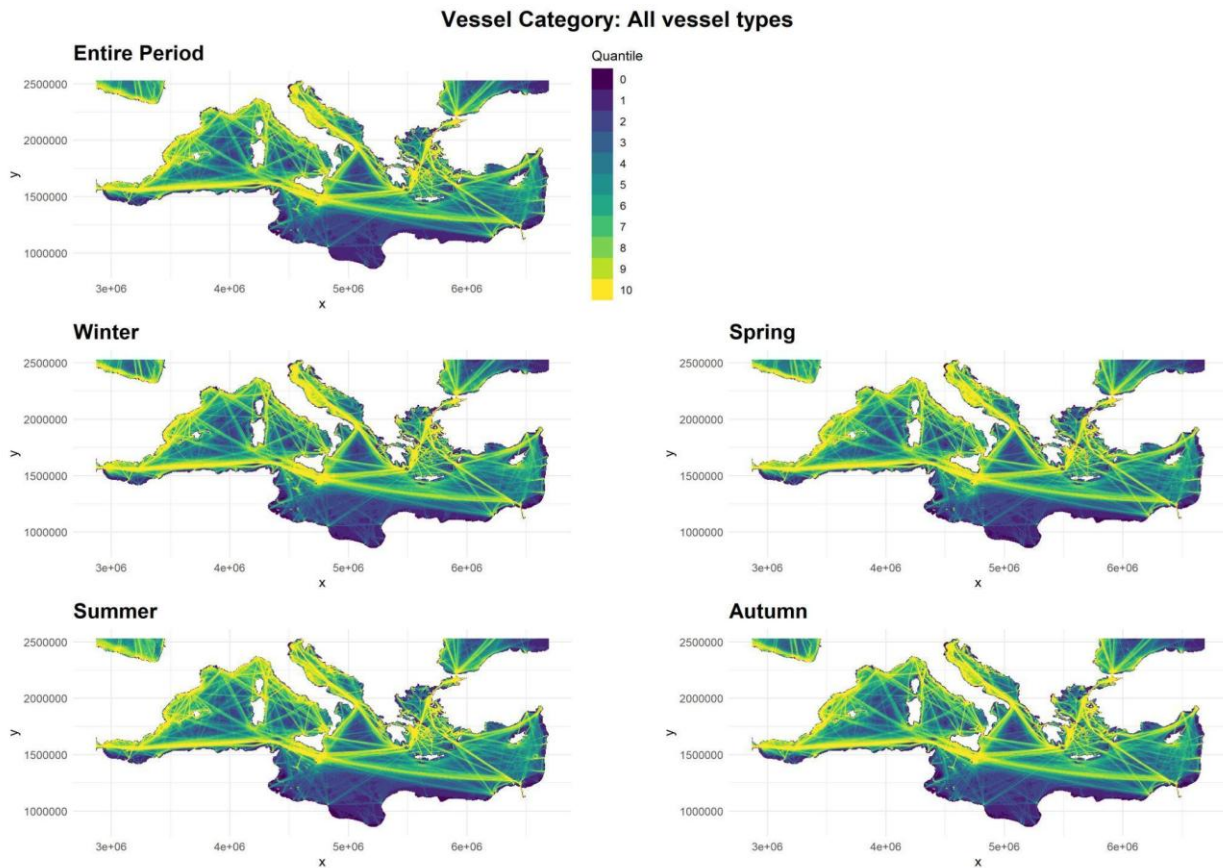 Vessel Category: All vessel types
Entire Period
Quantile
0
1
2
3
4
5
6
7
8
9
10
2500000
2000000
1500000
1000000
y
3e+06 4e+06 5e+06 6e+06
x
Winter
2500000
2000000
1500000
1000000
y
3e+06 4e+06 5e+06 6e+06
x
Spring
2500000
2000000
1500000
1000000
y
3e+06 4e+06 5e+06 6e+06
x
Summer
2500000
2000000
1500000
1000000
y
3e+06 4e+06 5e+06 6e+06
x
Autumn
2500000
2000000
1500000
1000000
y
3e+06 4e+06 5e+06 6e+06
x